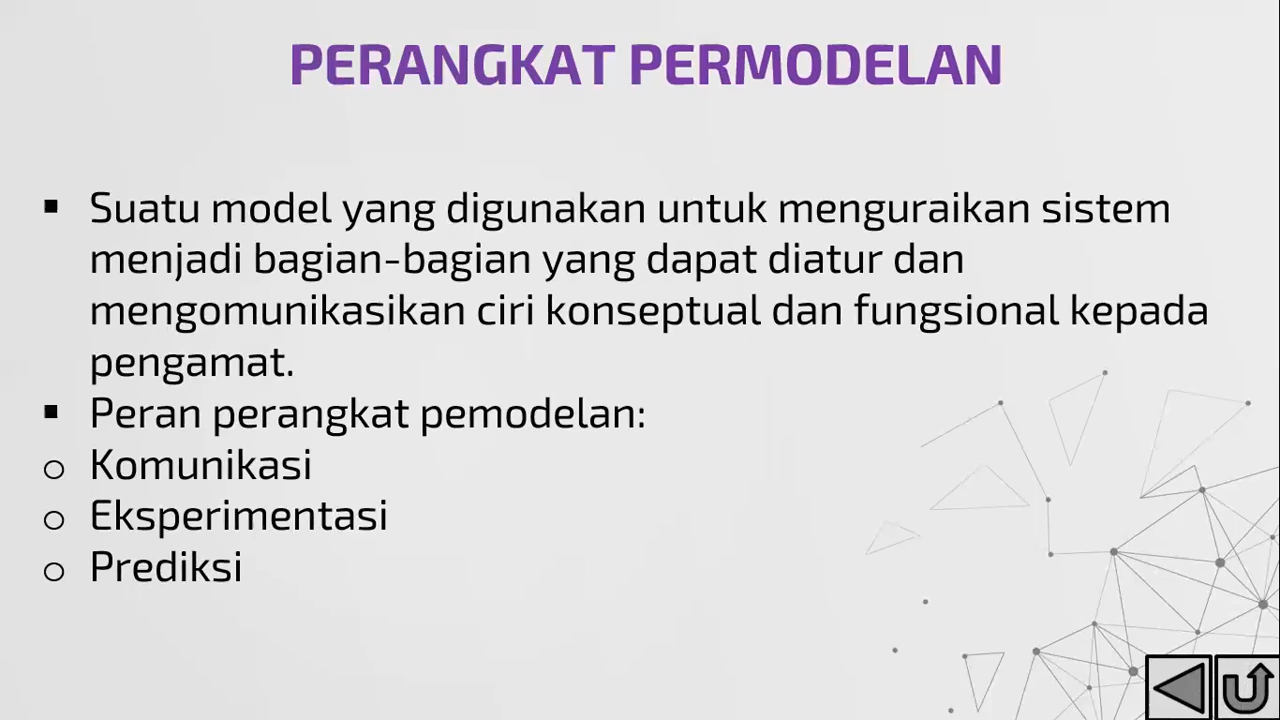 PERANGKAT PERMODELAN
▪ Suatu model yang digunakan untuk menguraikan sistem
menjadi bagian-bagian yang dapat diatur dan
mengomunikasikan ciri konseptual dan fungsional kepada
pengamat.
▪ Peran perangkat pemodelan:
o Komunikasi
o Eksperimentasi
o Prediksi